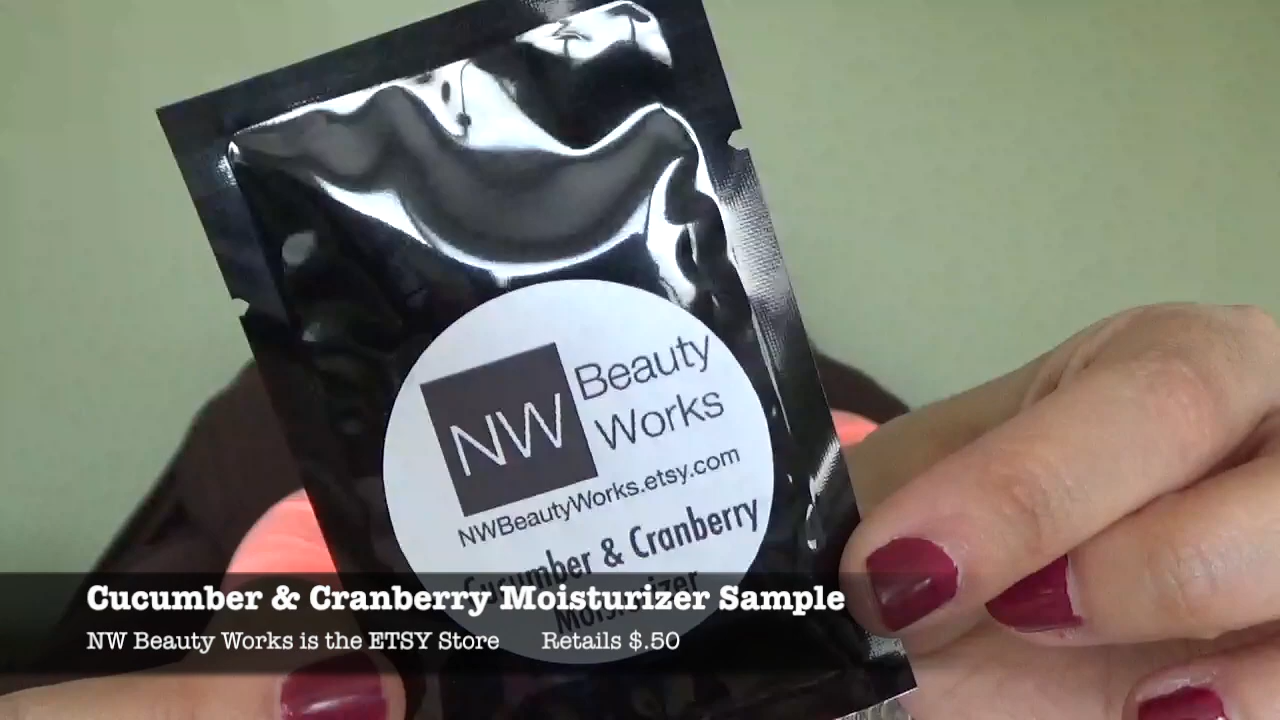 NW
Beauty
Works
NWBeautyWorks.etsy.com
Cucumber & Cranberry
Moisturizer
Cucumber & Cranberry Moisturizer Sample
NW Beauty Works is the ETSY Store Retails $.50